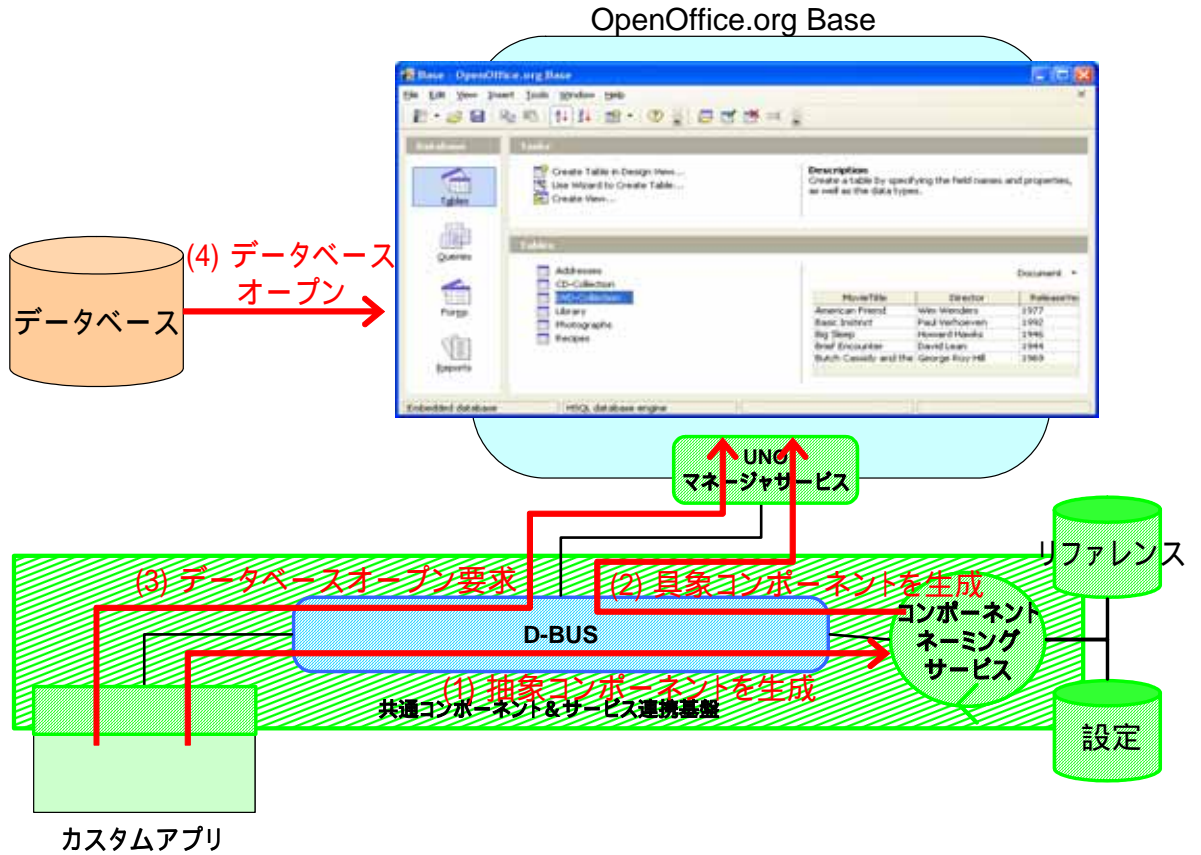 OpenOffice.org Base
Base - OpenOffice.org Base
File Edit View Insert Tools Window Help
Database
Tasks
Create Table in Design View...
Use Wizard to Create Table...
Create View...
Description
Create a table by specifying the field names and properties,
as well as the data types.
Tables
Queries
Forms
Reports
Tables
Addresses
CD-Collection
DVD-Collection
Library
Photographs
Recipes
Document
MovieTitle Director
American Friend Wim Wenders 1977
Basic Instinct Paul Verhoeven 1992
Big Sleep Howard Hawks 1946
Brief Encounter David Lean 1944
Butch Cassidy and the George Roy Hill 1969
Embedded database HSQL database engine
(4) データベース
オープン
データベース
UNO
マネージャサービス
リファレンス
(3) データベースオープン要求
(2) 具象コンポーネントを生成
コンポーネント
ネーミング
サービス
D-BUS
(1) 抽象コンポーネントを生成
共通コンポーネント&サービス連携基盤
設定
カスタムアプリ